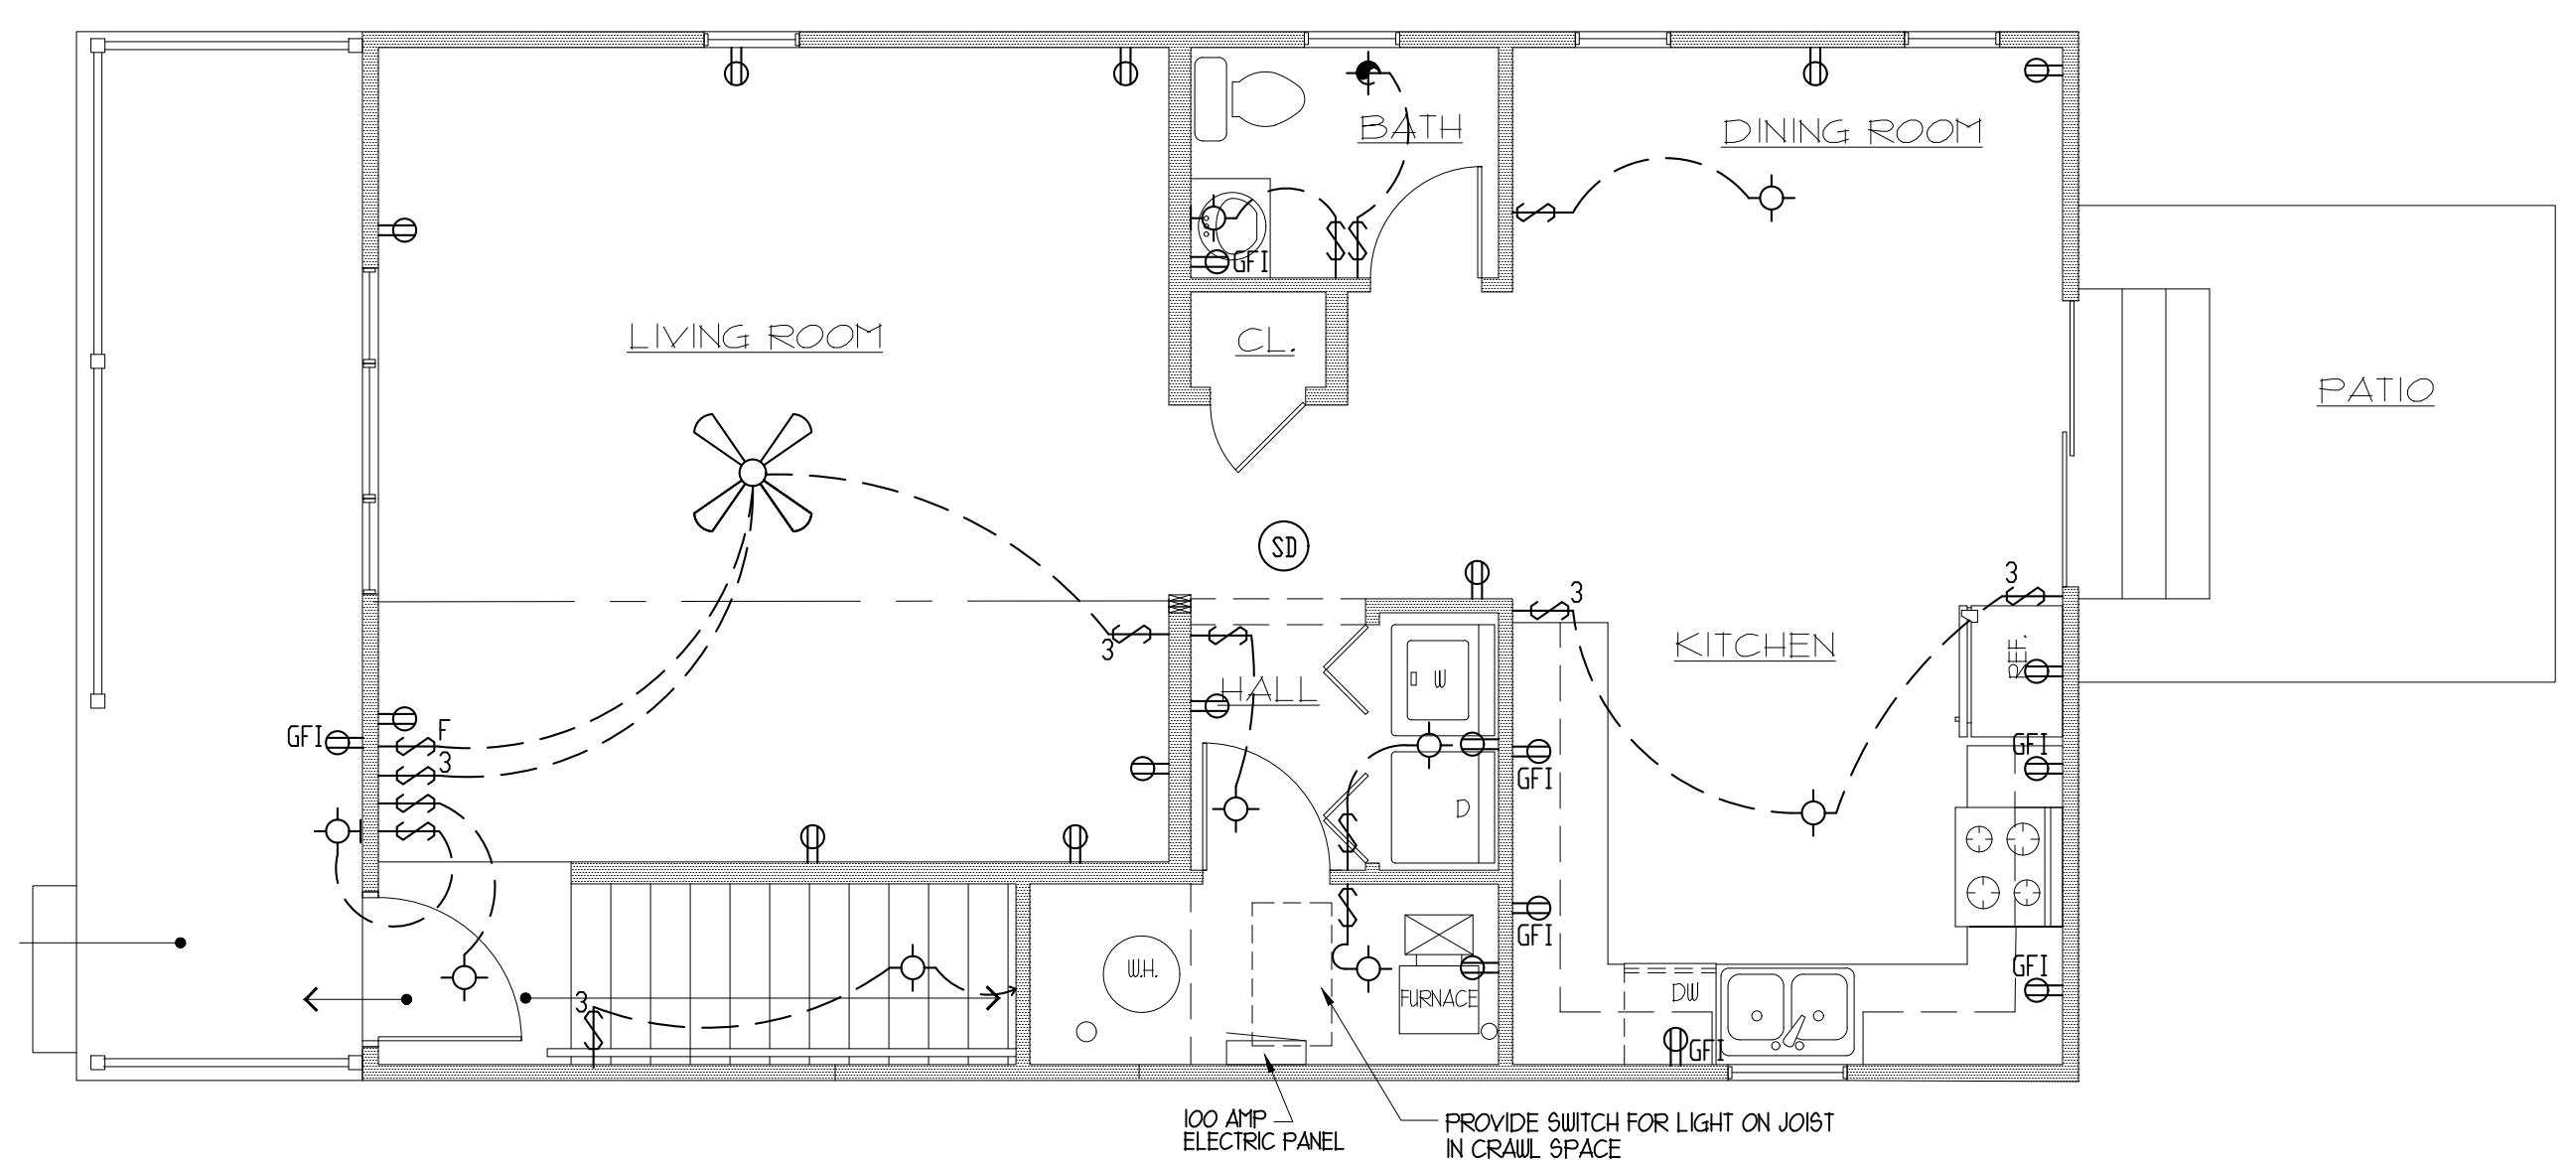 BATH
DINING ROOM
GFI
LIVING ROOM
CL.
PATIO
SD
3
3
3
KITCHEN
REF.
W
HALL
F
GFI
3
GFI
GFI
D
GFI
GFI
W.H.
FURNACE
DW
3
GFI
100 AMP
ELECTRIC PANEL
PROVIDE SWITCH FOR LIGHT ON JOIST
IN CRAWL SPACE